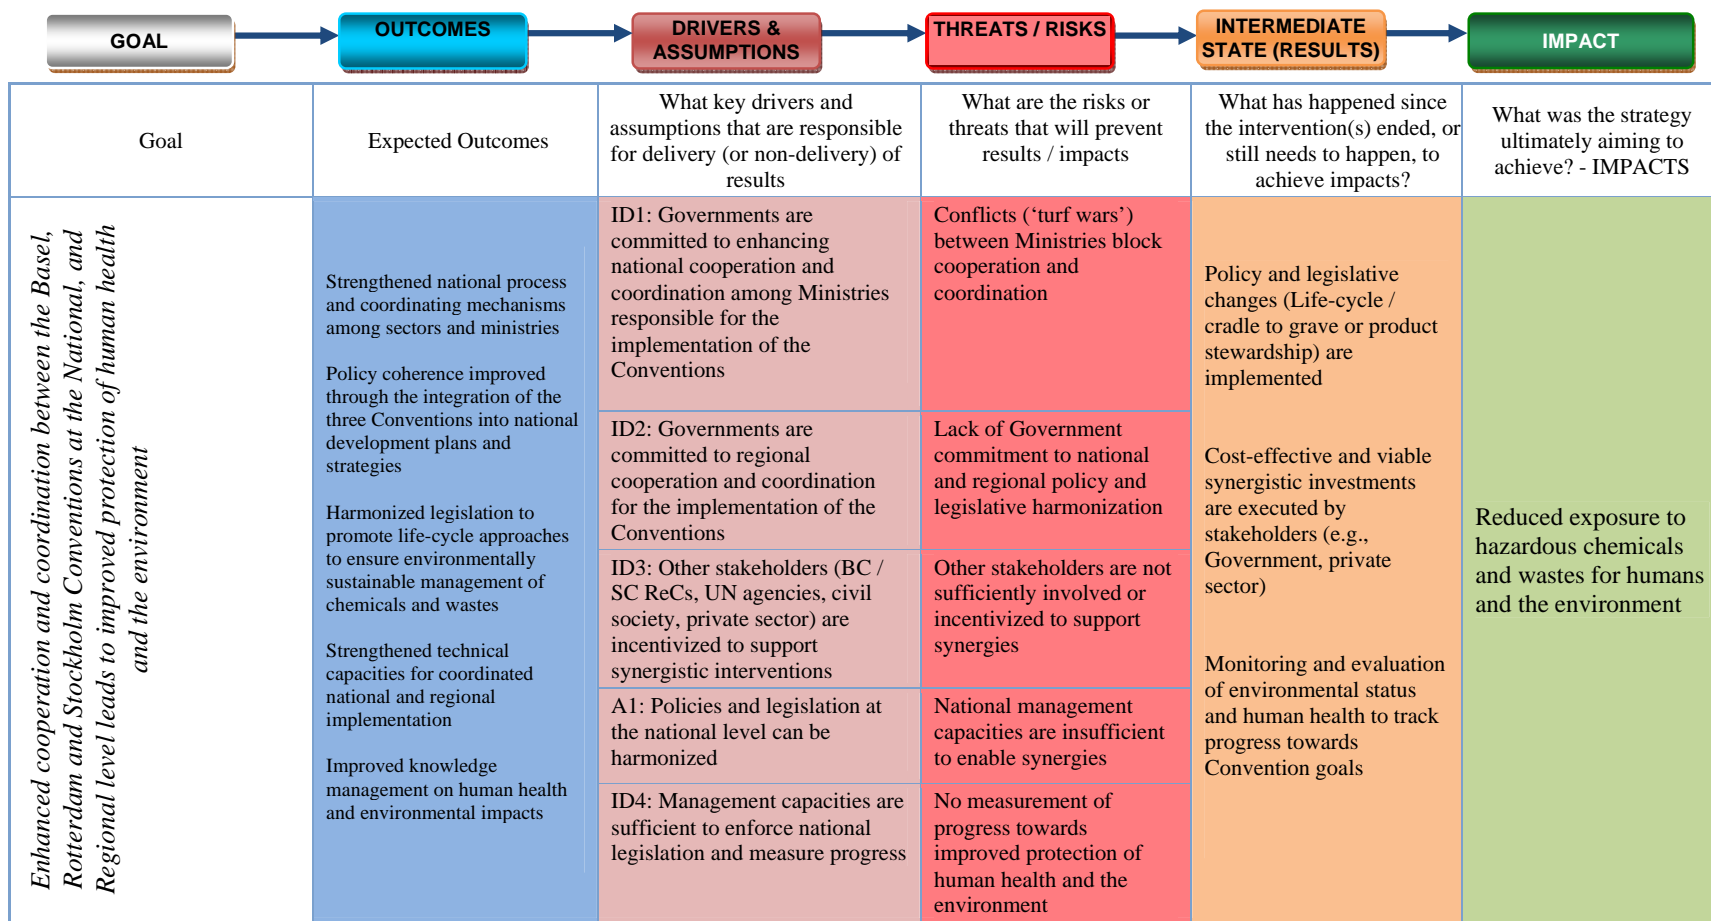 GOAL
OUTCOMES
DRIVERS &
ASSUMPTIONS
THREATS / RISKS
INTERMEDIATE
STATE (RESULTS)
IMPACT
Goal
Expected Outcomes
What key drivers and
assumptions that are responsible
for delivery (or non-delivery) of
results
What are the risks or
threats that will prevent
results / impacts
What has happened since
the intervention(s) ended, or
still needs to happen, to
achieve impacts?
What was the strategy
ultimately aiming to
achieve? - IMPACTS
Enhanced cooperation and coordination between the Basel,
Rotterdam and Stockholm Conventions at the National, and
Regional level leads to improved protection of human health
and the environment
Strengthened national process
and coordinating mechanisms
among sectors and ministries
Policy coherence improved
through the integration of the
three Conventions into national
development plans and
strategies
Harmonized legislation to
promote life-cycle approaches
to ensure environmentally
sustainable management of
chemicals and wastes
Strengthened technical
capacities for coordinated
national and regional
implementation
Improved knowledge
management on human health
and environmental impacts
ID1: Governments are
committed to enhancing
national cooperation and
coordination among Ministries
responsible for the
implementation of the
Conventions
ID2: Governments are
committed to regional
cooperation and coordination
for the implementation of the
Conventions
ID3: Other stakeholders (BC /
SC ReCs, UN agencies, civil
society, private sector) are
incentivized to support
synergistic interventions
A1: Policies and legislation at
the national level can be
harmonized
ID4: Management capacities are
sufficient to enforce national
legislation and measure progress
Conflicts (‘turf wars’)
between Ministries block
cooperation and
coordination
Lack of Government
commitment to national
and regional policy and
legislative harmonization
Other stakeholders are not
sufficiently involved or
incentivized to support
synergies
National management
capacities are insufficient
to enable synergies
No measurement of
progress towards
improved protection of
human health and the
environment
Policy and legislative
changes (Life-cycle /
cradle to grave or product
stewardship) are
implemented
Cost-effective and viable
synergistic investments
are executed by
stakeholders (e.g.,
Government, private
sector)
Monitoring and evaluation
of environmental status
and human health to track
progress towards
Convention goals
Reduced exposure to
hazardous chemicals
and wastes for humans
and the environment